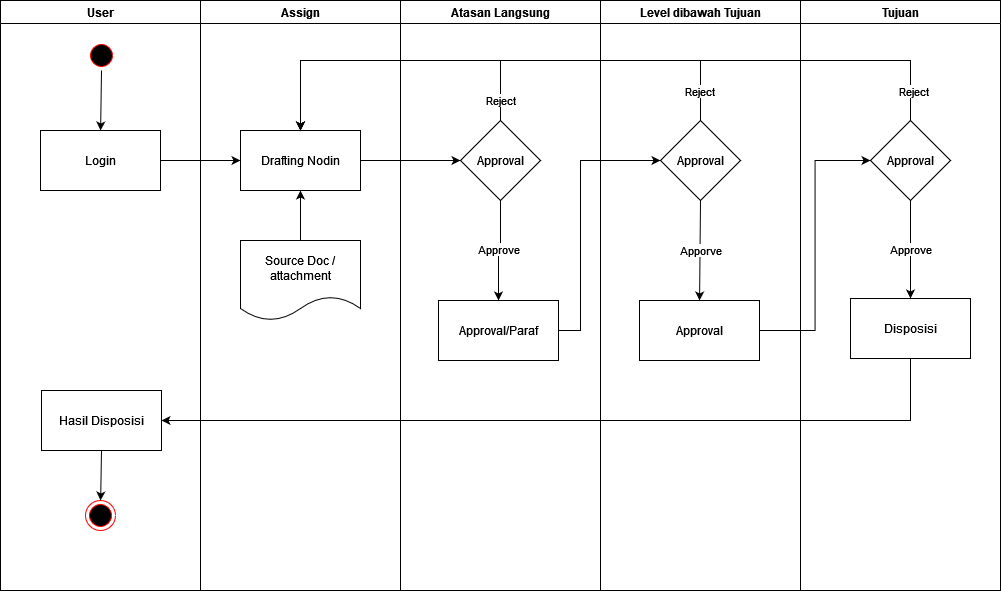 User
Assign
Atasan Langsung
Level dibawah Tujuan
Tujuan
Reject
Reject
Reject
Login
Drafting Nodin
Approval
Approval
Approval
Source Doc /
attachment
Approve
Apporve
Approve
Approval/Paraf
Approval
Disposisi
Hasil Disposisi